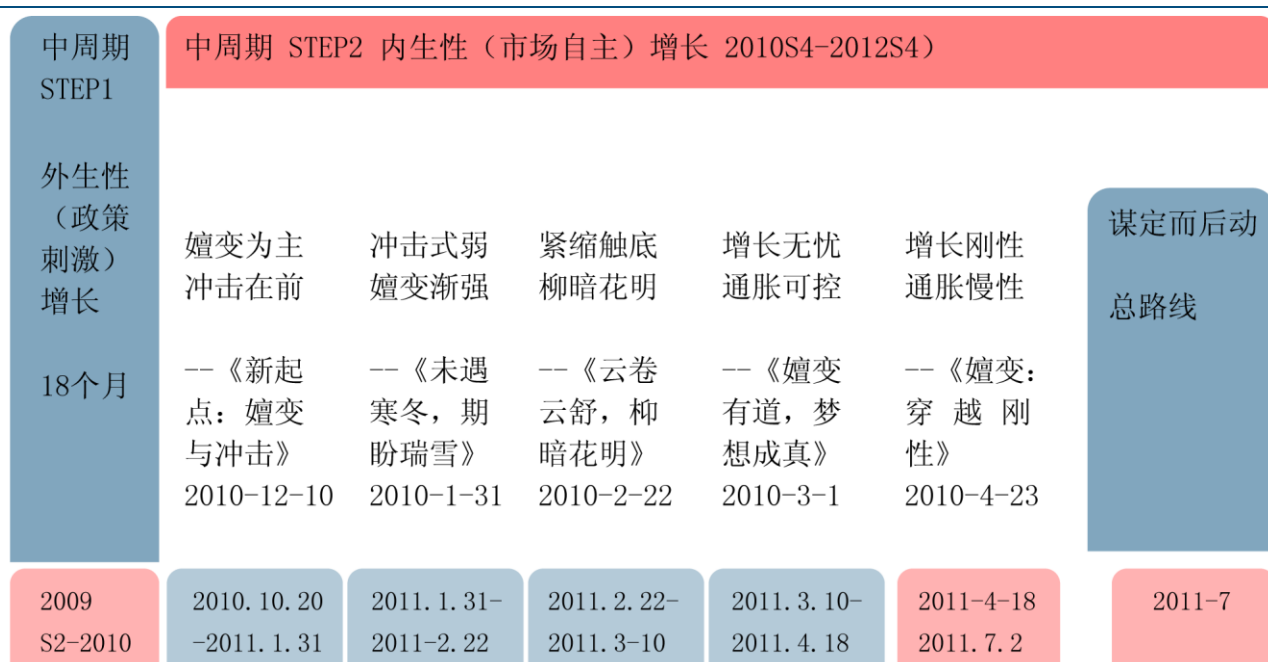 中周期
STEP1
外生性
（政策
刺激）
增长
18个月
中周期 STEP2 内生性（市场自主）增长 2010S4-2012S4）
嬗变为主
冲击在前
--《新起
点：嬗变
与冲击》
2010-12-10
冲击式弱
嬗变渐强
--《未遇
寒冬，期
盼瑞雪》
2010-1-31
紧缩触底
柳暗花明
--《云卷
云舒，柳
暗花明》
2010-2-22
增长无忧
通胀可控
--《嬗变
有道，梦
想成真》
2010-3-1
增长刚性
通胀慢性
--《嬗变：
穿 越 刚
性》
2010-4-23
谋定而后动
总路线
2009
S2-2010
2010.10.20
-2011.1.31
2011.1.31-
2011-2.22
2011.2.22-
2011.3-10
2011.3.10-
2011.4.18
2011-4-18
2011.7.2
2011-7